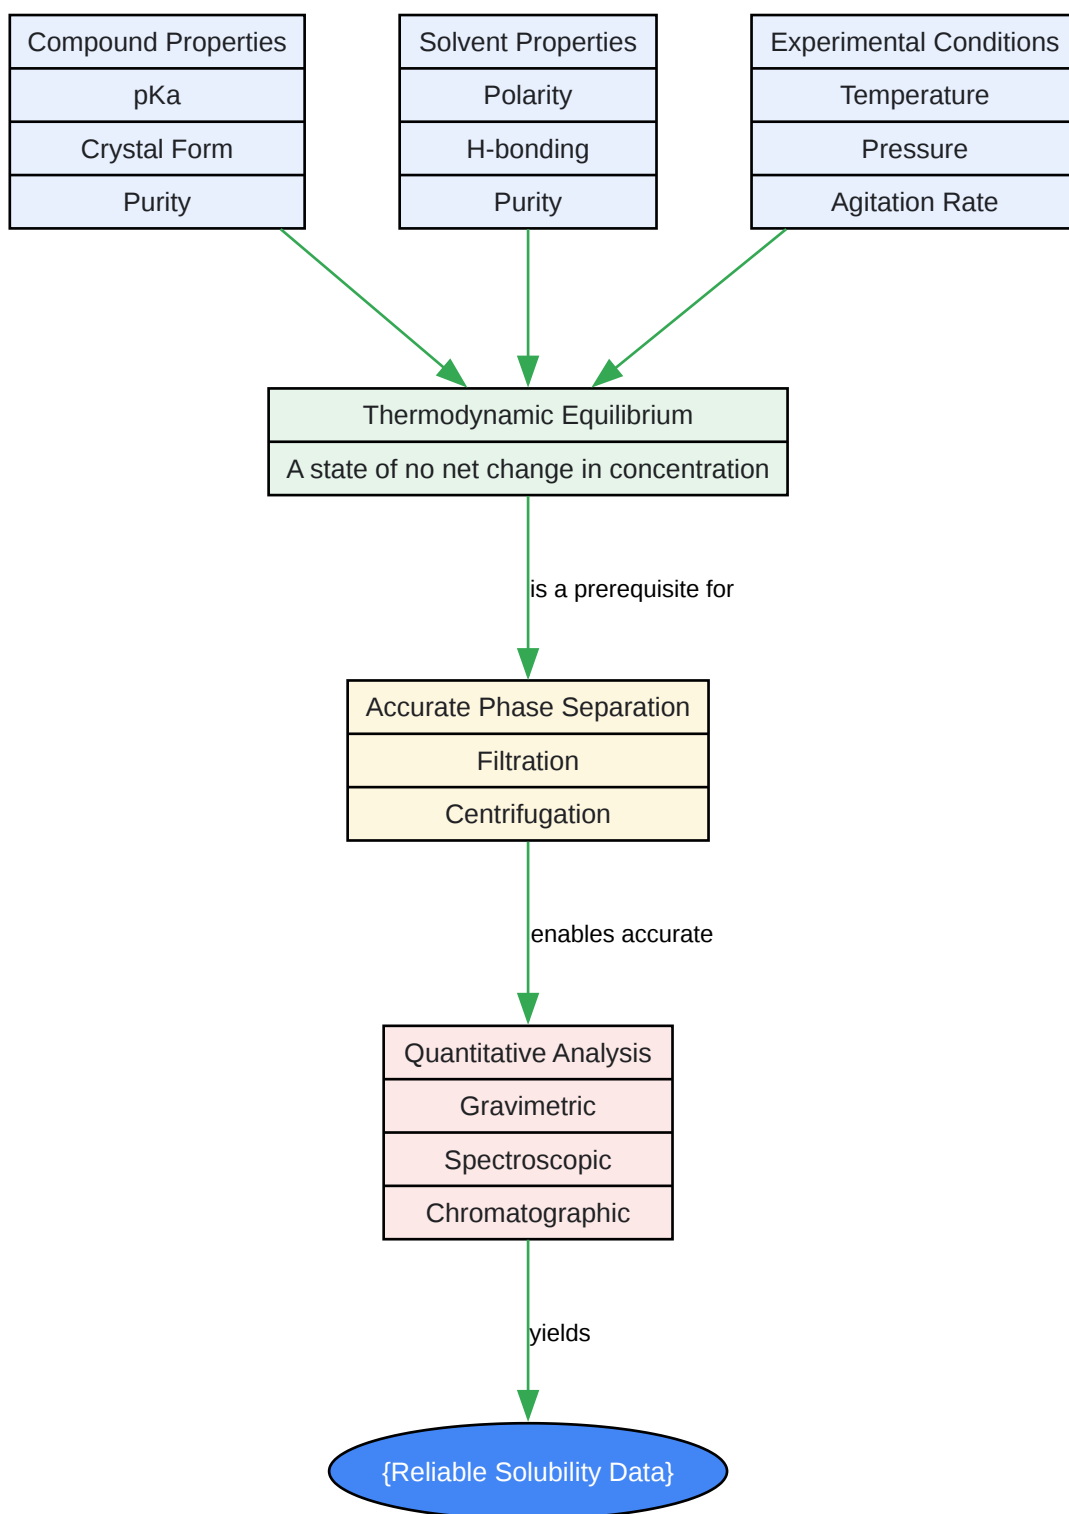 Compound Properties
pKa
Crystal Form
Purity
Solvent Properties
Polarity
H-bonding
Purity
Experimental Conditions
Temperature
Pressure
Agitation Rate
Thermodynamic Equilibrium
A state of no net change in concentration
is a prerequisite for
Accurate Phase Separation
Filtration
Centrifugation
enables accurate
Quantitative Analysis
Gravimetric
Spectroscopic
Chromatographic
yields
{Reliable Solubility Data}